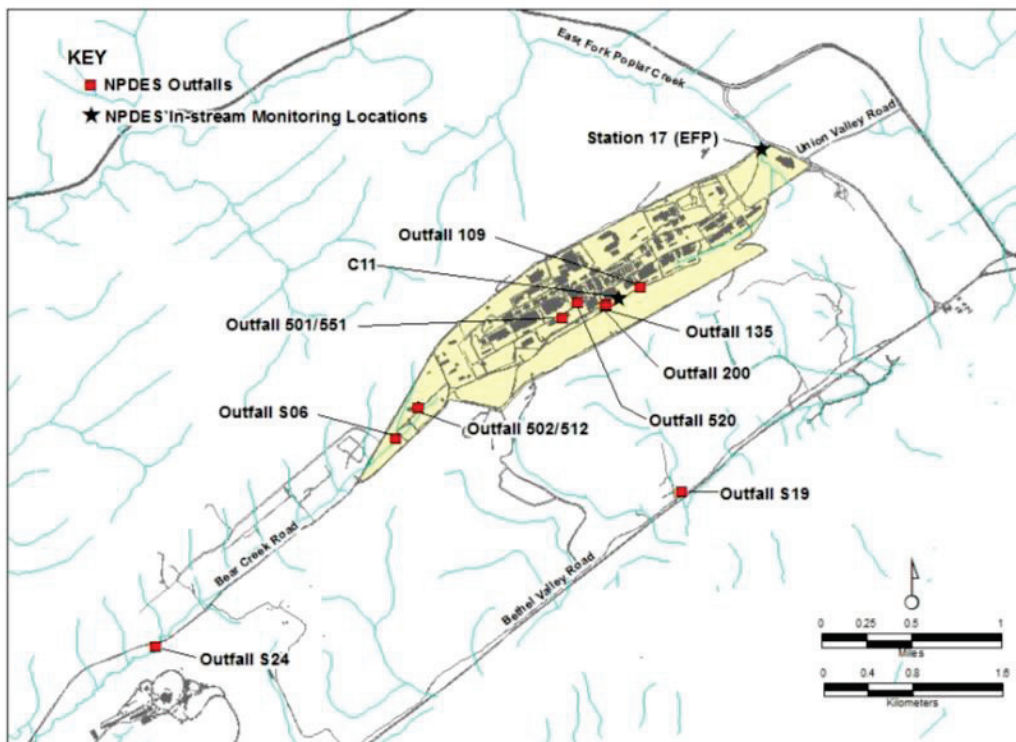 KEY
NPDES Outfalls
NPDES'In-stream Monitoring Locations
East Fork Poplar Creek
Union Valley Road
Station 17 (EFP)
Outfall 109
C11
Outfall 501/551
Outfall 135
Outfall 200
Outfall S06
Outfall 520
Outfall 502/512
Outfall S19
Bear Creek Road
Bethel Valley Road
Outfall S24
0 0.25 0.5 1
Miles
0 0.4 0.8 1.6
Kilometers